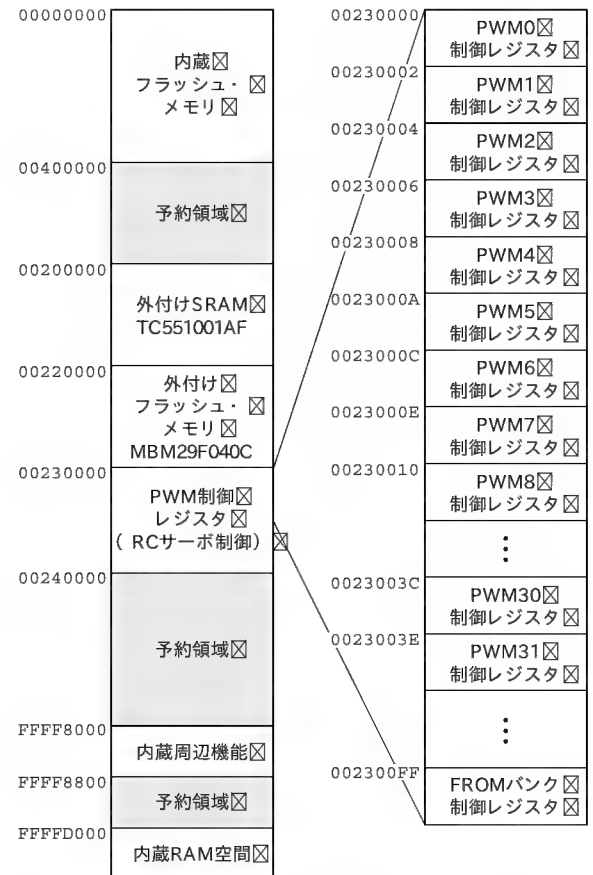 00000000
内蔵
フラッシュ・
メモリ
00400000
予約領域
00200000
外付けSRAM
TC551001AF
00220000
外付け
フラッシュ・
メモリ
MBM29F040C
00230000
PWM制御
レジスタ
( RCサーボ制御)
00240000
予約領域
FFFF8000
内蔵周辺機能
FFFF8800
予約領域
FFFFD000
内蔵RAM空間
00230000
PWM0
制御レジスタ
00230002
PWM1
制御レジスタ
00230004
PWM2
制御レジスタ
00230006
PWM3
制御レジスタ
00230008
PWM4
制御レジスタ
0023000A
PWM5
制御レジスタ
0023000C
PWM6
制御レジスタ
0023000E
PWM7
制御レジスタ
00230010
PWM8
制御レジスタ
⋮
0023003C
PWM30
制御レジスタ
0023003E
PWM31
制御レジスタ
⋮
002300FF
FROMバンク
制御レジスタ